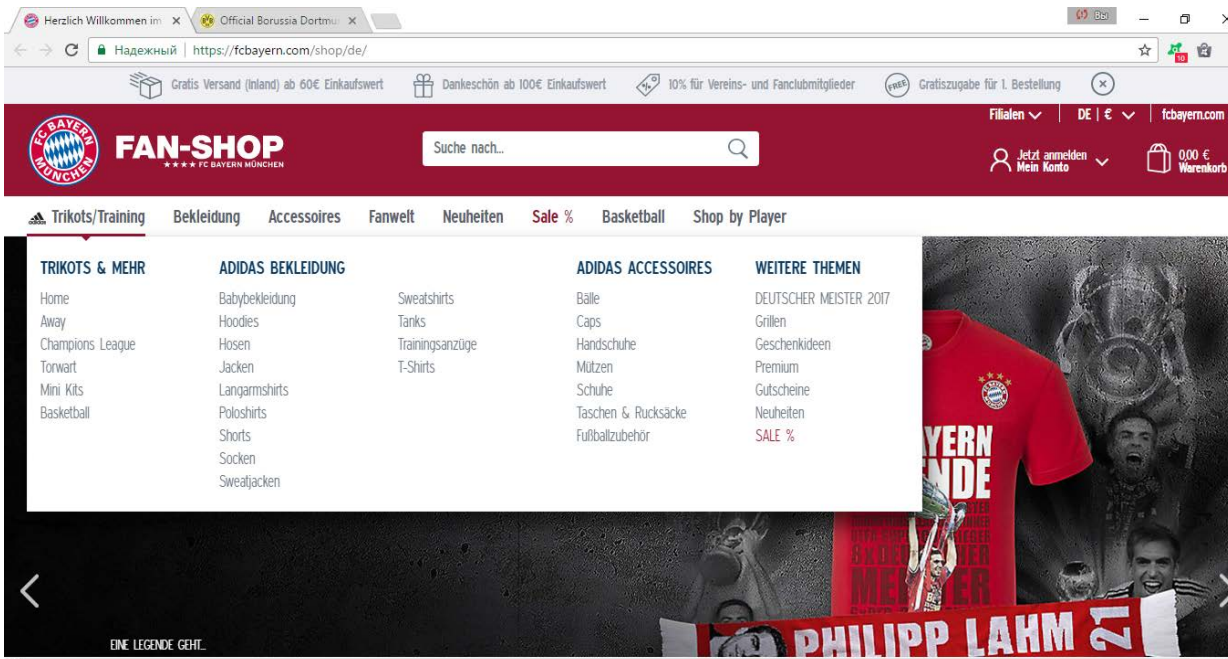 Herzlich Willkommen im
Official Borussia Dortmu
Вы
Надежный | https://fcbayern.com/shop/de/
10
Gratis Versand (Inland) ab 60€ Einkaufswert
Dankeschön ab 100€ Einkaufswert
10% für Vereins- und Fanclubmitglieder
FREE
Gratiszugabe für 1. Bestellung
Filialen
DE | €
fcbayern.com
FC BAYERN MÜNCHEN
FAN-SHOP
★★★★ FC BAYERN MÜNCHEN
Suche nach...
Jetzt anmelden
Mein Konto
0,00 €
Warenkorb
adidas Trikots/Training
Bekleidung
Accessoires
Fanwelt
Neuheiten
Sale %
Basketball
Shop by Player
TRIKOTS & MEHR
Home
Away
Champions League
Torwart
Mini Kits
Basketball
ADIDAS BEKLEIDUNG
Babybekleidung
Hoodies
Hosen
Jacken
Langarmshirts
Poloshirts
Shorts
Socken
Sweatjacken
Sweatshirts
Tanks
Trainingsanzüge
T-Shirts
ADIDAS ACCESSOIRES
Bälle
Caps
Handschuhe
Mützen
Schuhe
Taschen & Rucksäcke
Fußballzubehör
WEITERE THEMEN
DEUTSCHER MEISTER 2017
Grillen
Geschenkideen
Premium
Gutscheine
Neuheiten
SALE %
YERN
NDE
EINE LEGENDE GEHT...
PHILIPP LAHM 21